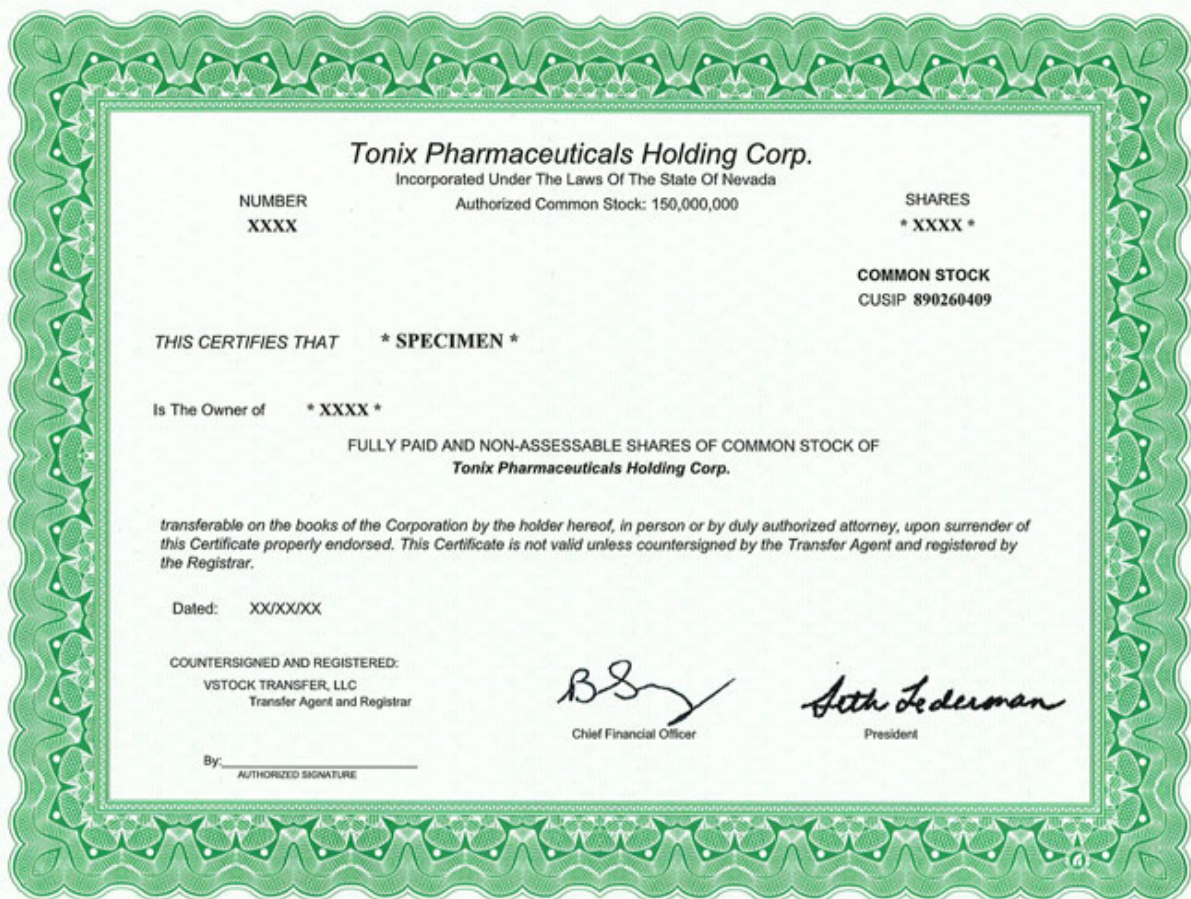 Tonix Pharmaceuticals Holding Corp.
Incorporated Under The Laws Of The State Of Nevada
NUMBER
XXXX
Authorized Common Stock: 150,000,000
SHARES
* XXXX *
COMMON STOCK
CUSIP 890260409
THIS CERTIFIES THAT * SPECIMEN *
Is The Owner of * XXXX *
FULLY PAID AND NON-ASSESSABLE SHARES OF COMMON STOCK OF
Tonix Pharmaceuticals Holding Corp.
transferable on the books of the Corporation by the holder hereof, in person or by duly authorized attorney, upon surrender of
this Certificate properly endorsed. This Certificate is not valid unless countersigned by the Transfer Agent and registered by
the Registrar.
Dated: XX/XX/XX
COUNTERSIGNED AND REGISTERED:
VSTOCK TRANSFER, LLC
Transfer Agent and Registrar
By:
AUTHORIZED SIGNATURE
Chief Financial Officer
Seth Lederman
President